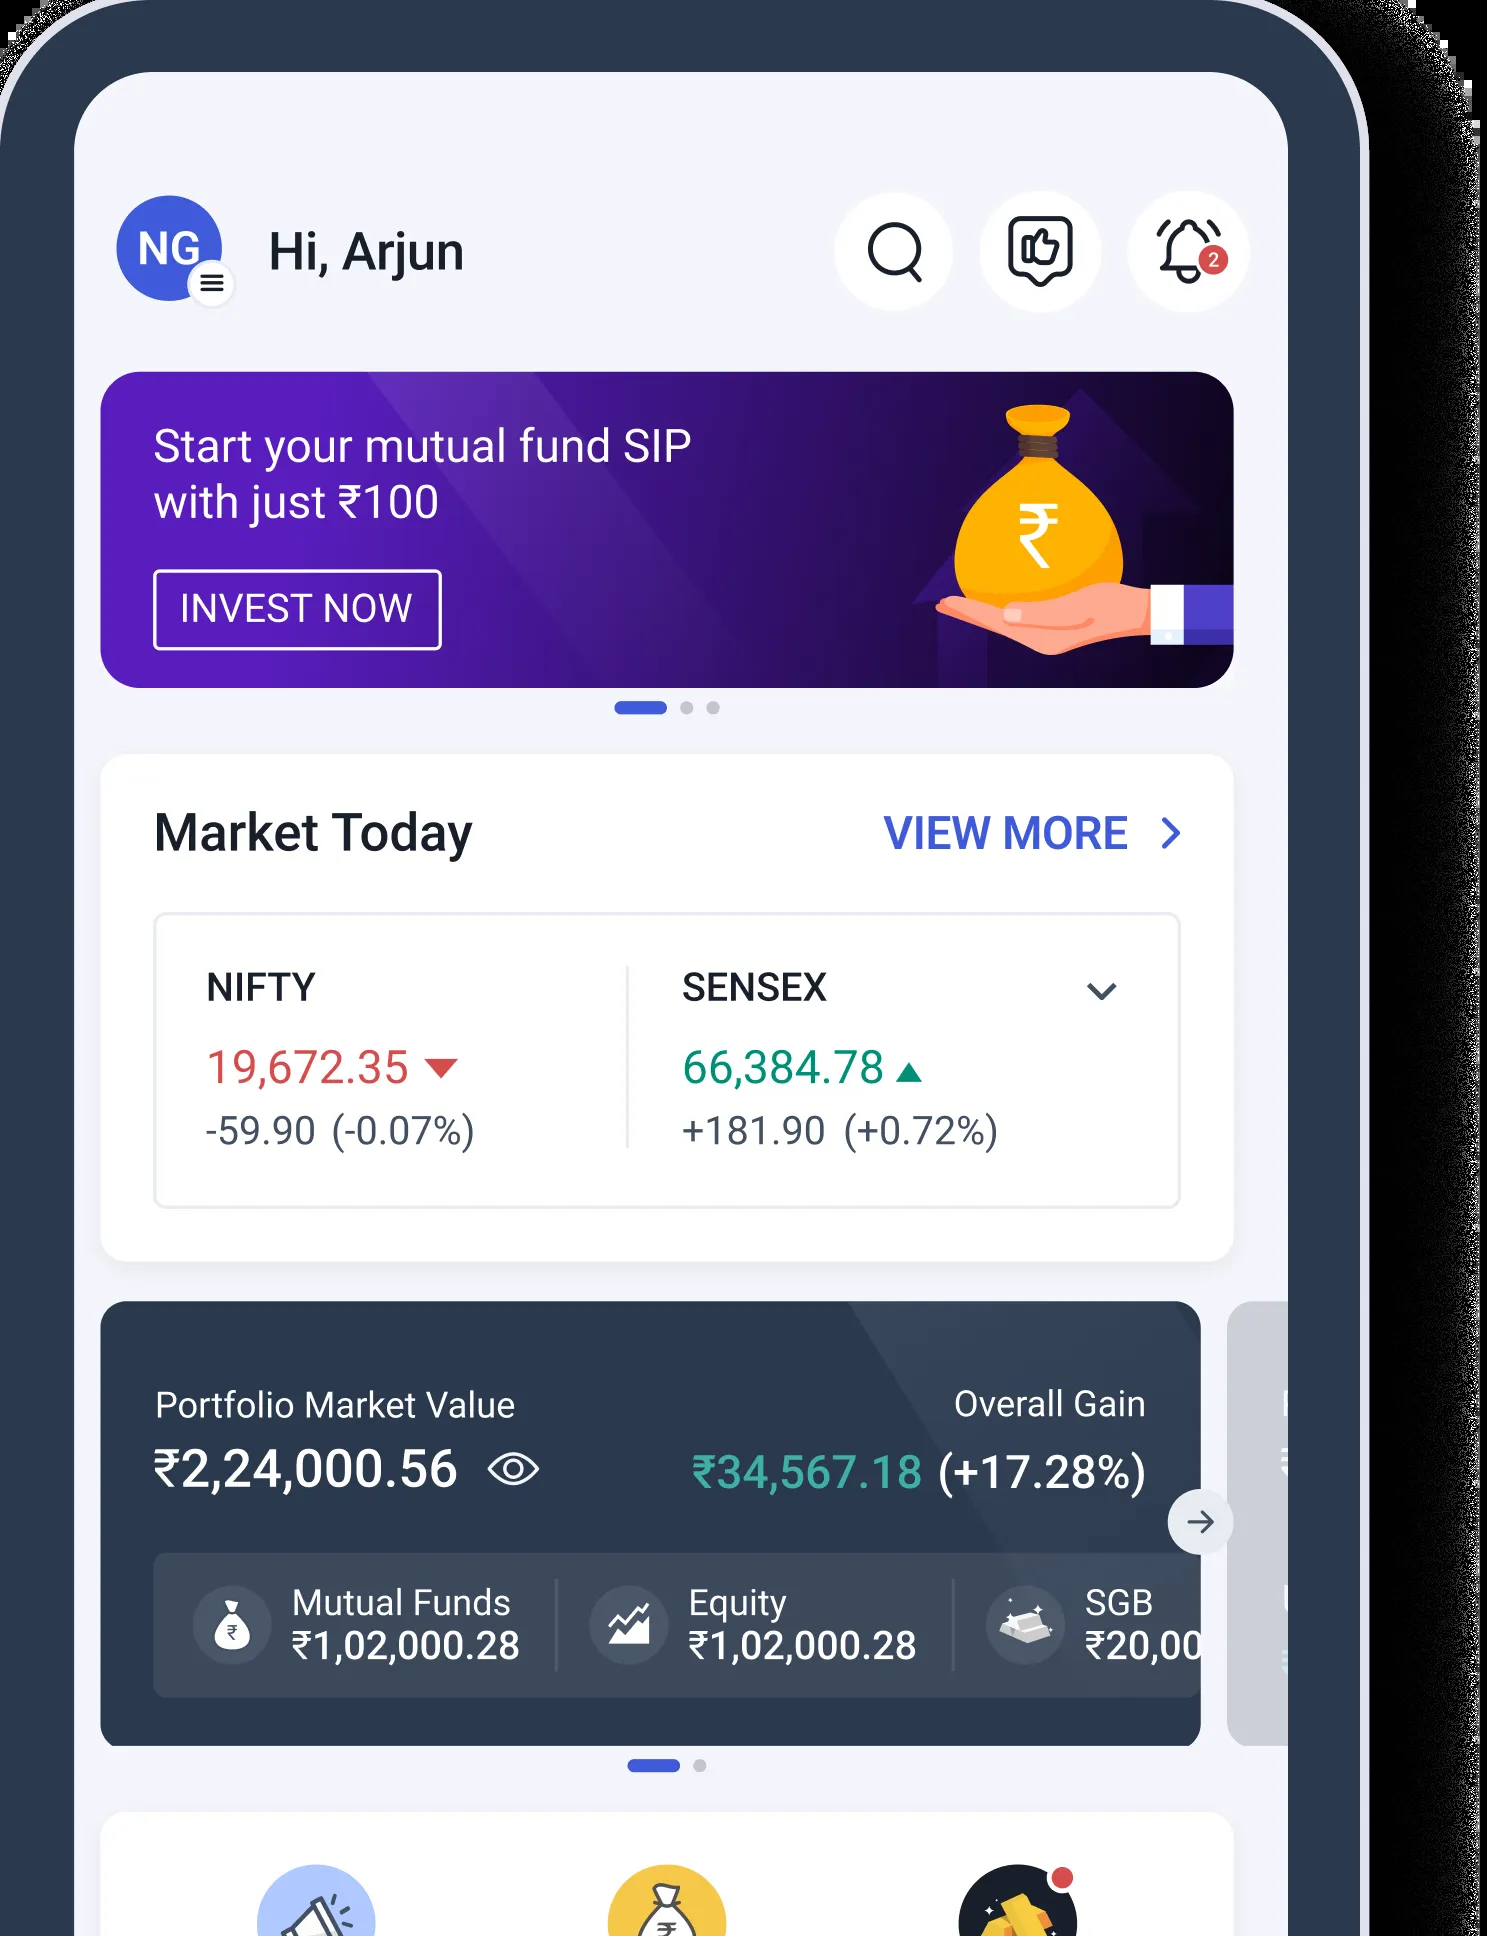 NG
Hi, Arjun
2
Start your mutual fund SIP
with just ₹100
₹
INVEST NOW
Market Today
VIEW MORE
NIFTY
SENSEX
19,672.35
66,384.78
-59.90 (-0.07%)
+181.90 (+0.72%)
Portfolio Market Value
Overall Gain
₹2,24,000.56
₹34,567.18 (+17.28%)
Mutual Funds
Equity
SGB
₹
₹1,02,000.28
₹1,02,000.28
₹20,00
₹